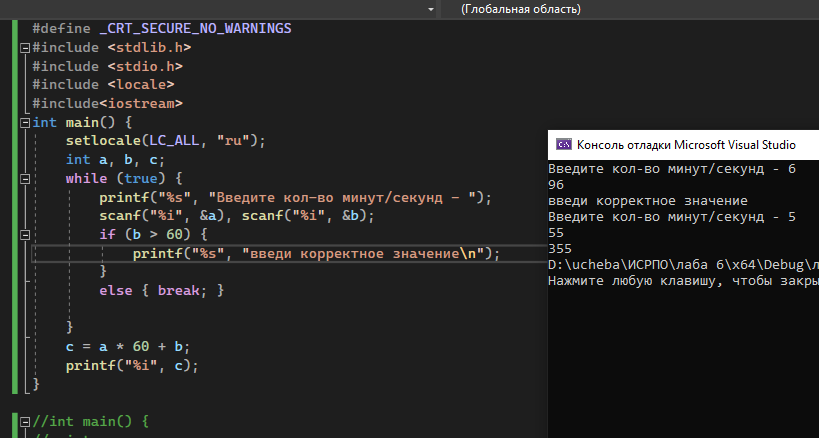 (Глобальная область)
#define _CRT_SECURE_NO_WARNINGS
#include <stdlib.h>
#include <stdio.h>
#include <locale>
#include<iostream>
int main() {
setlocale(LC_ALL, "ru");
int a, b, c;
while (true) {
printf("%s", "Введите кол-во минут/секунд - ");
scanf("%i", &a), scanf("%i", &b);
if (b > 60) {
printf("%s", "введи корректное значение\n");
}
else { break; }
}
c = a * 60 + b;
printf("%i", c);
}
//int main() {
Консоль отладки Microsoft Visual Studio
Введите кол-во минут/секунд - 6
96
введи корректное значение
Введите кол-во минут/секунд - 5
55
355
D:\ucheba\ИСРПО\лаба 6\x64\Debug\
Нажмите любую клавишу, чтобы